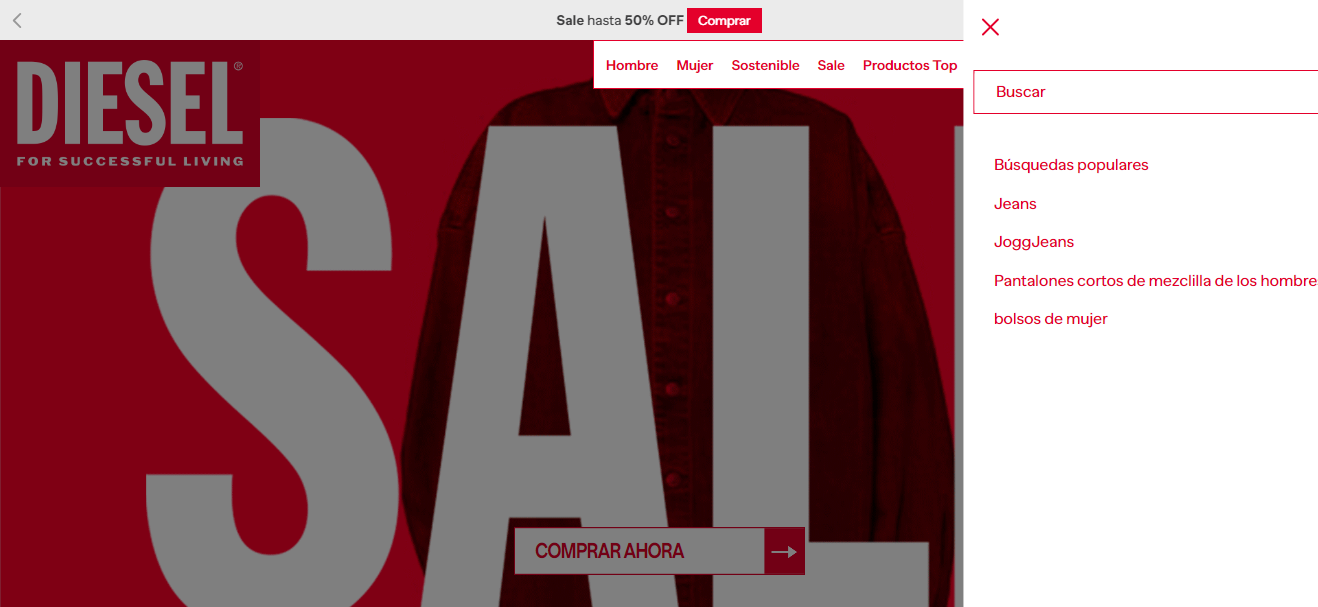 Sale hasta 50% OFF Comprar
DIESEL®
FOR SUCCESSFUL LIVING
Hombre Mujer Sostenible Sale Productos Top
SAL
COMPRAR AHORA
Buscar
Búsquedas populares
Jeans
JoggJeans
Pantalones cortos de mezclilla de los hombre
bolsos de mujer